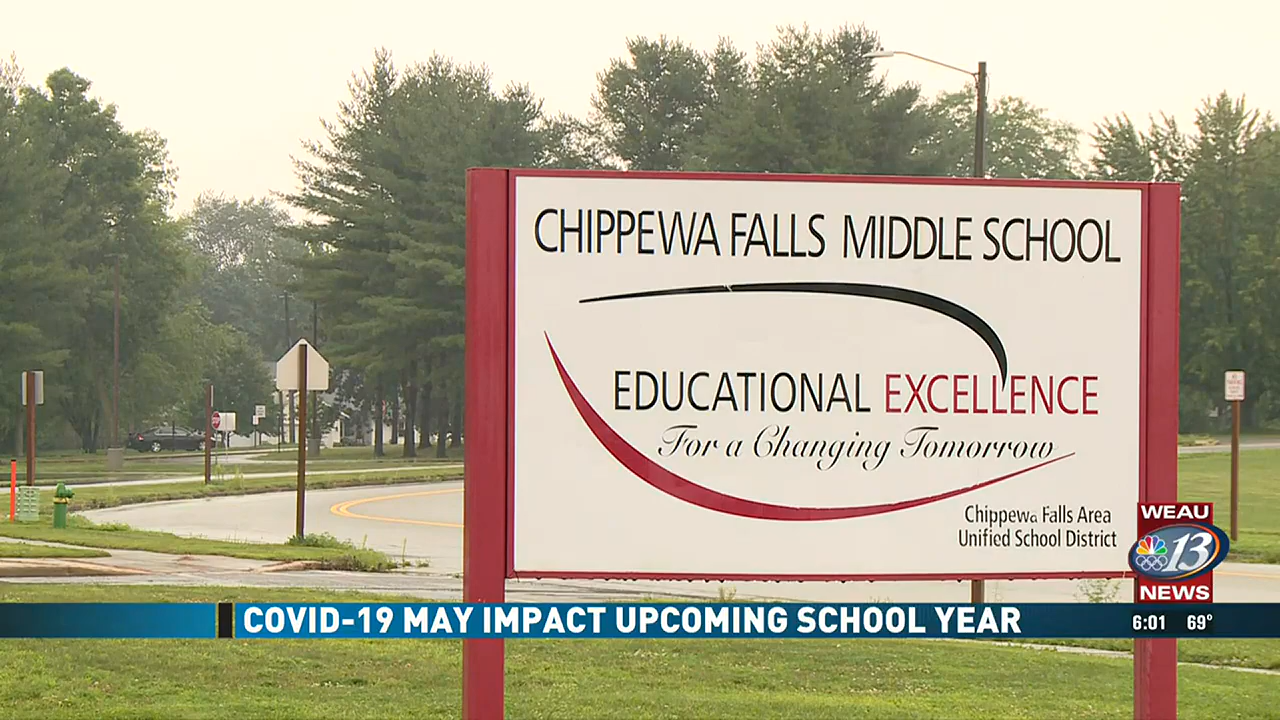 CHIPPEWA FALLS MIDDLE SCHOOL
EDUCATIONAL EXCELLENCE
For a Changing Tomorrow
Chippewa Falls Area
Unified School District
WEAU
13
NEWS
COVID-19 MAY IMPACT UPCOMING SCHOOL YEAR
6:01 69°